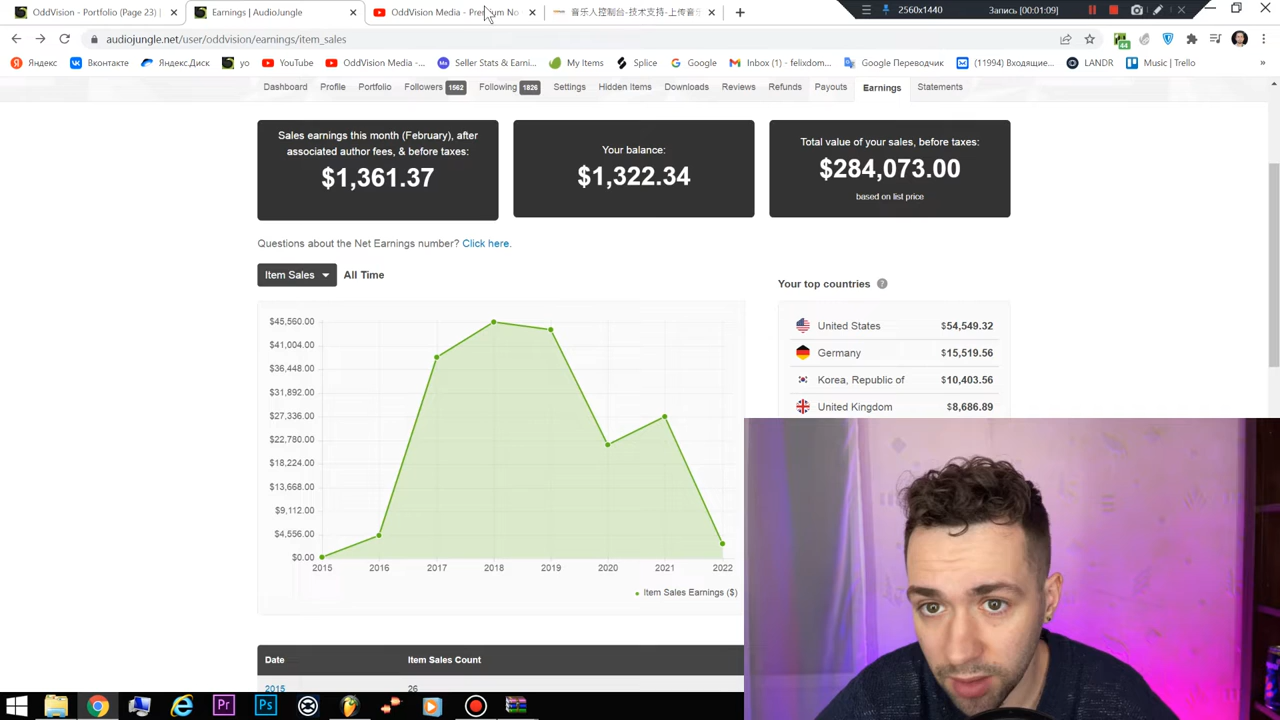 OddVision - Portfolio (Page 23) |
Earnings | AudioJungle
OddVision Media - Premium No
音乐人控制台-技术支持-上传音
2560x1440
Запись [00:01:09]
audiojungle.net/user/oddvision/earnings/item_sales
44
Яндекс
Вконтакте
Яндекс.Диск
yo
YouTube
OddVision Media -...
Seller Stats & Earni...
My Items
Splice
Google
Имейл | felixdom...
Google Переводчик
(11994) Входящие...
LANDR
Music | Trello
»
Dashboard
Profile
Portfolio
Followers 1562
Following 1826
Settings
Hidden Items
Downloads
Reviews
Refunds
Payouts
Earnings
Statements
Sales earnings this month (February), after
associated author fees, & before taxes:
$1,361.37
Your balance:
$1,322.34
Total value of your sales, before taxes:
$284,073.00
based on list price
Questions about the Net Earnings number? Click here.
Item Sales
All Time
Your top countries ?
United States $54,549.32
Germany $15,519.56
Korea, Republic of $10,403.56
United Kingdom $8,686.89
$45,560.00
$41,004.00
$36,448.00
$31,892.00
$27,336.00
$22,780.00
$18,224.00
$13,668.00
$9,112.00
$4,556.00
$0.00
2015 2016 2017 2018 2019 2020 2021 2022
Item Sales Earnings ($)
Date
Item Sales Count
2015
26
Pr
Ps